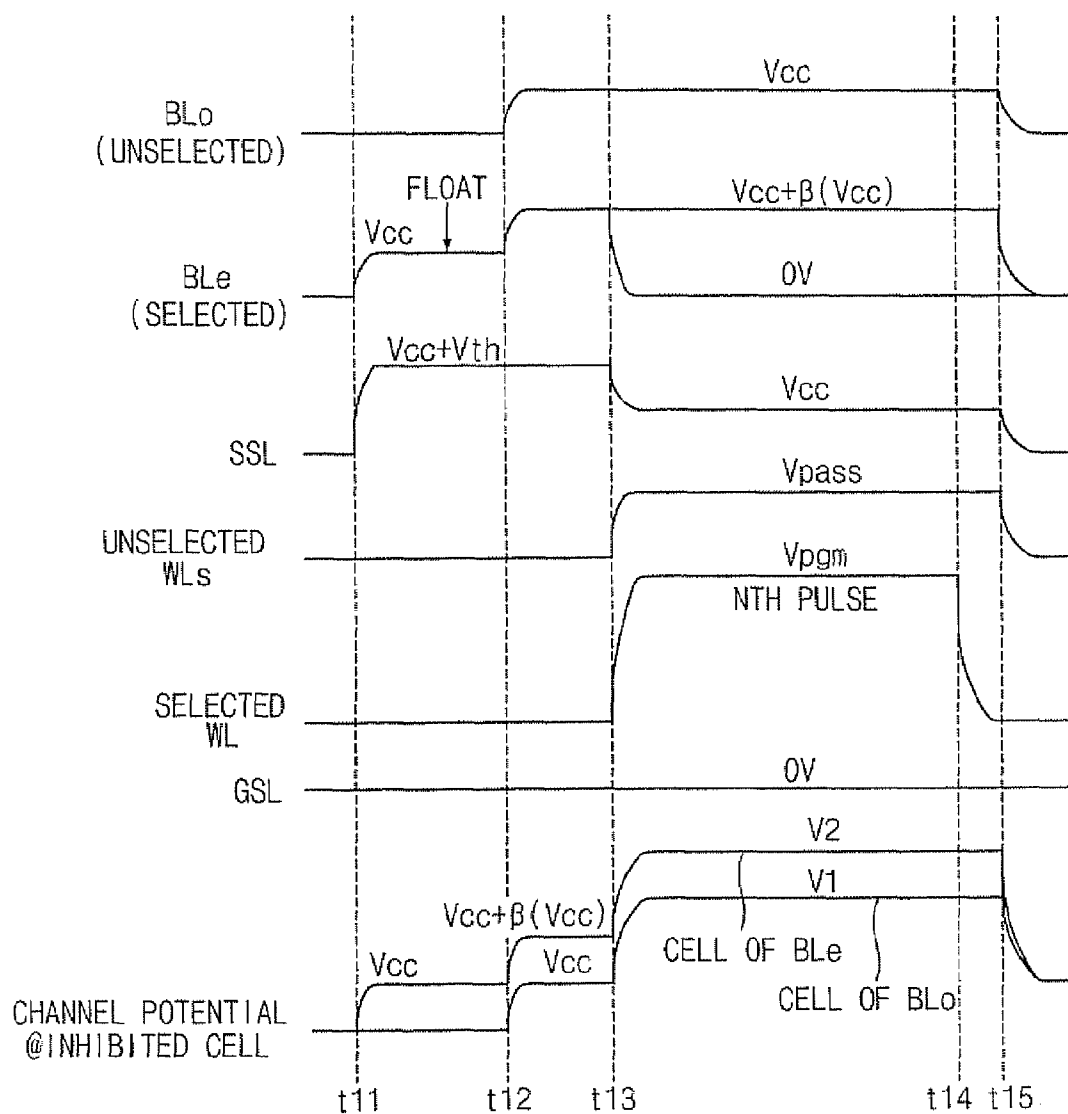 Vcc
BLo
(UNSELECTED)
FLOAT
Vcc+β(Vcc)
Vcc
BLe
(SELECTED)
0V
Vcc+Vth
Vcc
SSL
Vpass
UNSELECTED
WLs
Vpgm
NTH PULSE
SELECTED
WL
0V
GSL
V2
V1
Vcc+β(Vcc)
CELL OF BLe
Vcc
Vcc
CELL OF BLo
CHANNEL POTENTIAL
@INHIBITED CELL
t11 t12 t13 t14 t15